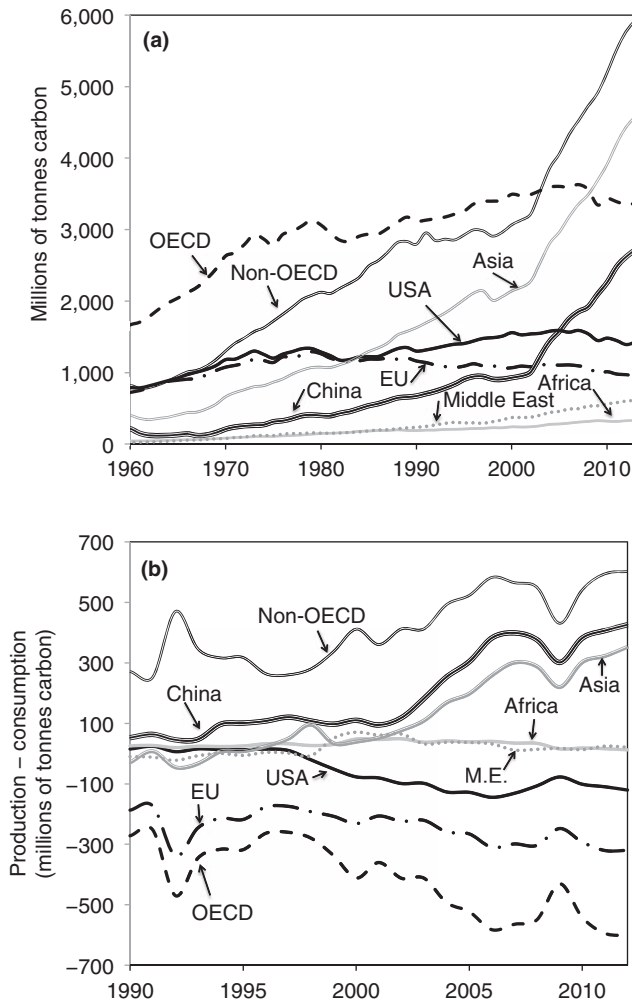 (a)
Millions of tonnes carbon
6,000
5,000
4,000
3,000
2,000
1,000
0
OECD
Non-OECD
Asia
USA
EU
China
Middle East
Africa
1960
1970
1980
1990
2000
2010
(b)
Production – consumption
(millions of tonnes carbon)
700
500
300
100
−100
−300
−500
−700
Non-OECD
China
Asia
Africa
USA
M.E.
EU
OECD
1990
1995
2000
2005
2010